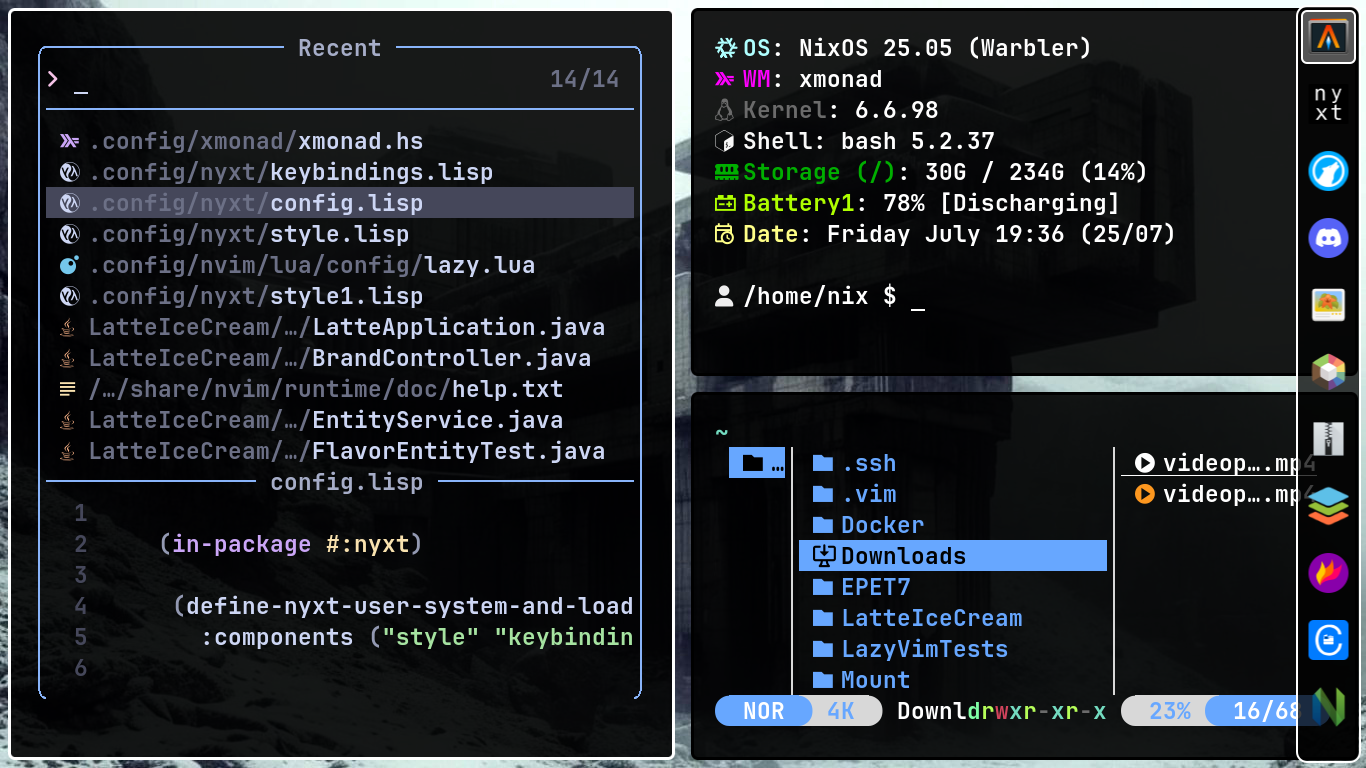 Recent
> _ 14/14
.config/xmonad/xmonad.hs
.config/nyxt/keybindings.lisp
.config/nyxt/config.lisp
.config/nyxt/style.lisp
.config/nvim/lua/config/lazy.lua
.config/nyxt/style1.lisp
LatteIceCream/…/LatteApplication.java
LatteIceCream/…/BrandController.java
/…/share/nvim/runtime/doc/help.txt
LatteIceCream/…/EntityService.java
LatteIceCream/…/FlavorEntityTest.java
config.lisp
1
2 (in-package #:nyxt)
3
4 (define-nyxt-user-system-and-load
5 :components ("style" "keybindin
6
OS: NixOS 25.05 (Warbler)
WM: xmonad
Kernel: 6.6.98
Shell: bash 5.2.37
Storage (/): 30G / 234G (14%)
Battery1: 78% [Discharging]
Date: Friday July 19:36 (25/07)
/home/nix $ _
~
…
.ssh
.vim
Docker
Downloads
EPET7
LatteIceCream
LazyVimTests
Mount
videop….mp4
videop….mp4
NOR 4K Downldrwxr-xr-x 23% 16/68
ny
xt